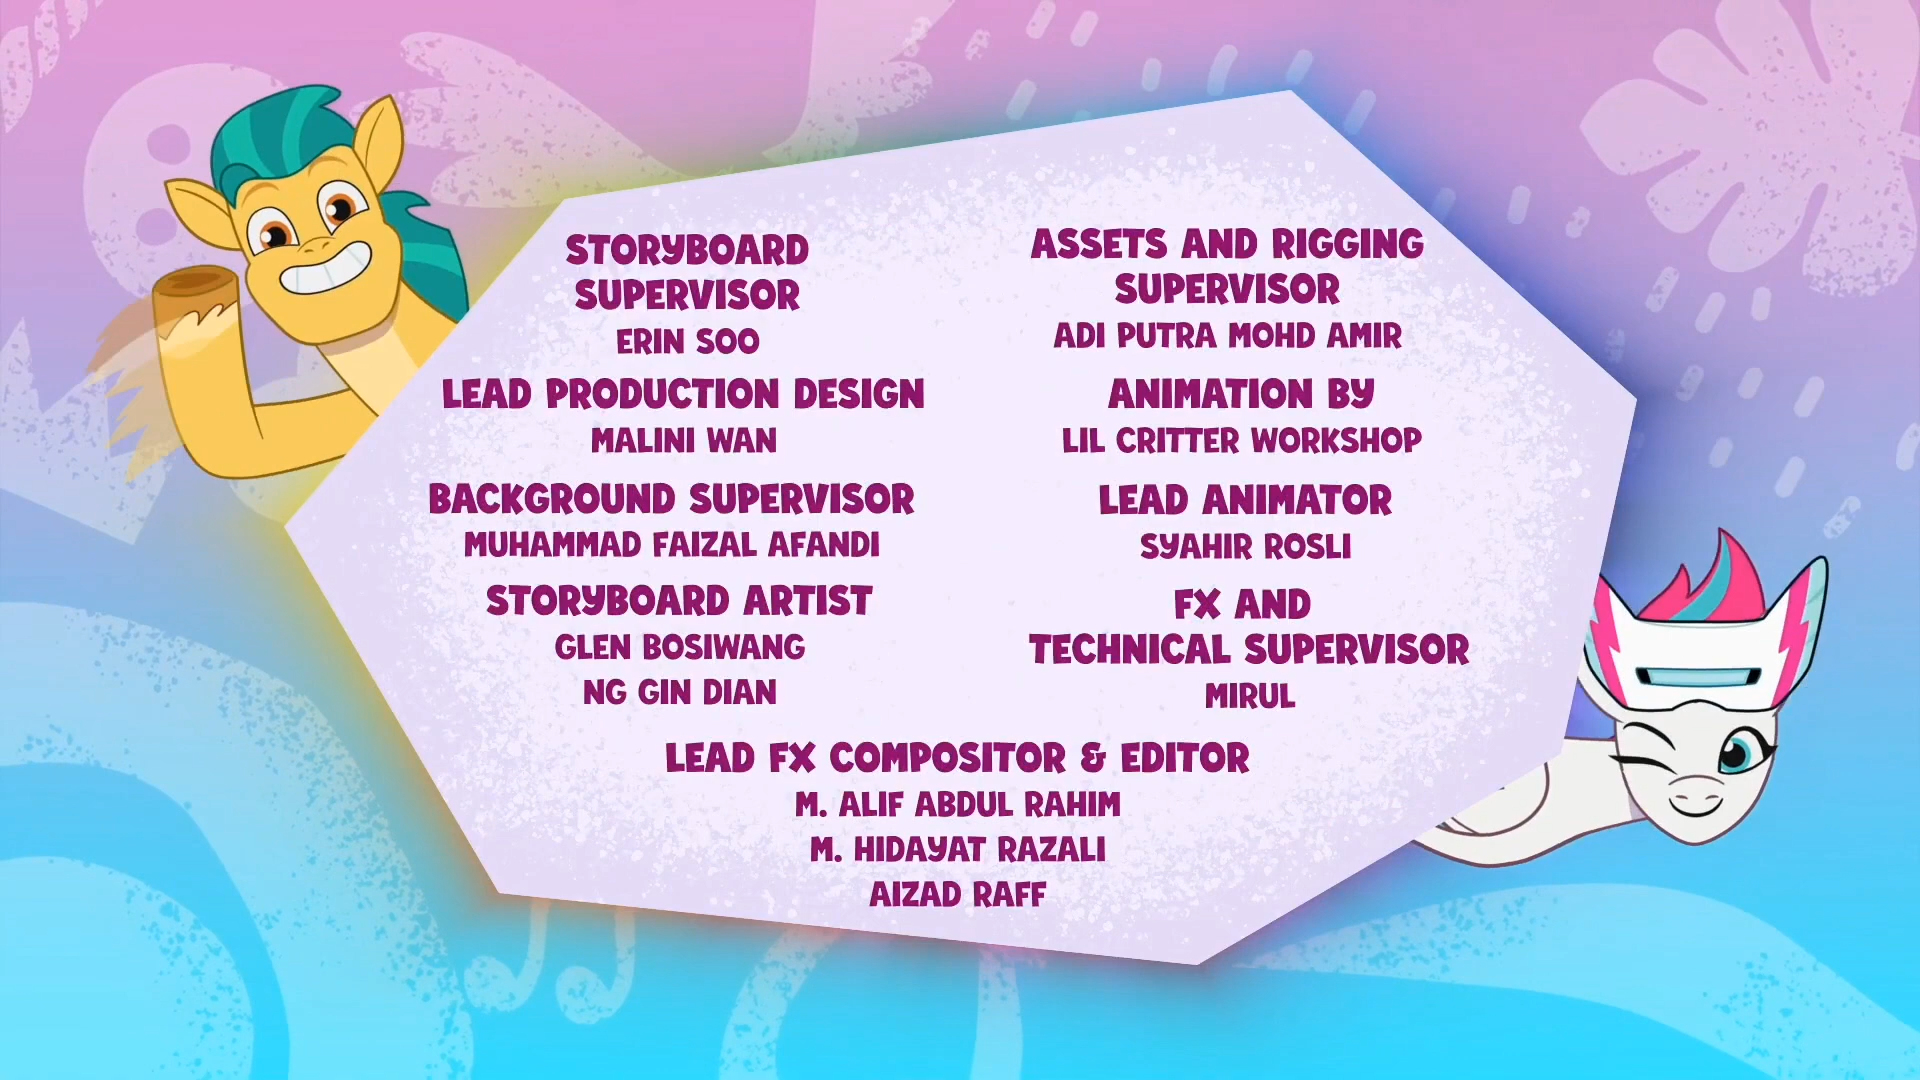 STORYBOARD
SUPERVISOR
ERIN SOO
LEAD PRODUCTION DESIGN
MALINI WAN
BACKGROUND SUPERVISOR
MUHAMMAD FAIZAL AFANDI
STORYBOARD ARTIST
GLEN BOSIWANG
NG GIN DIAN
ASSETS AND RIGGING
SUPERVISOR
ADI PUTRA MOHD AMIR
ANIMATION BY
LIL CRITTER WORKSHOP
LEAD ANIMATOR
SYAHIR ROSLI
FX AND
TECHNICAL SUPERVISOR
MIRUL
LEAD FX COMPOSITOR & EDITOR
M. ALIF ABDUL RAHIM
M. HIDAYAT RAZALI
AIZAD RAFF